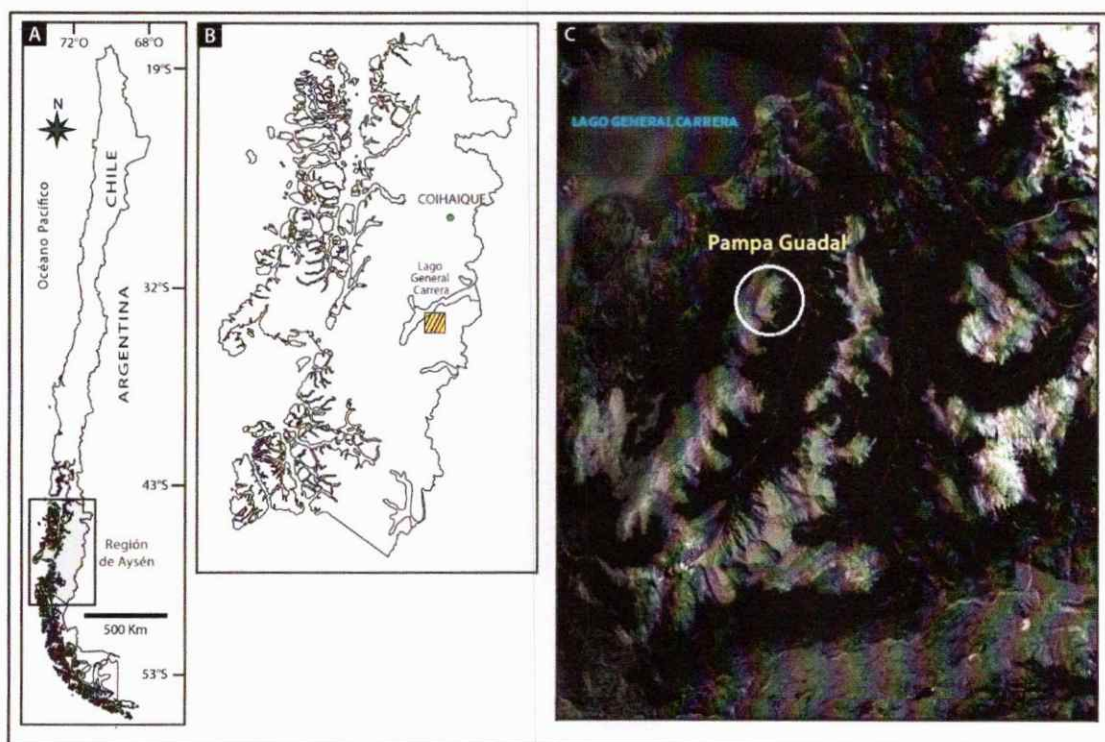 A
72°O 68°O
19°S
N
Océano Pacífico
CHILE
ARGENTINA
32°S
43°S
Región
de Aysén
500 Km
53°S
B
COIHAIQUE
Lago
General
Carrera
C
LAGO GENERAL CARRERA
Pampa Guadal